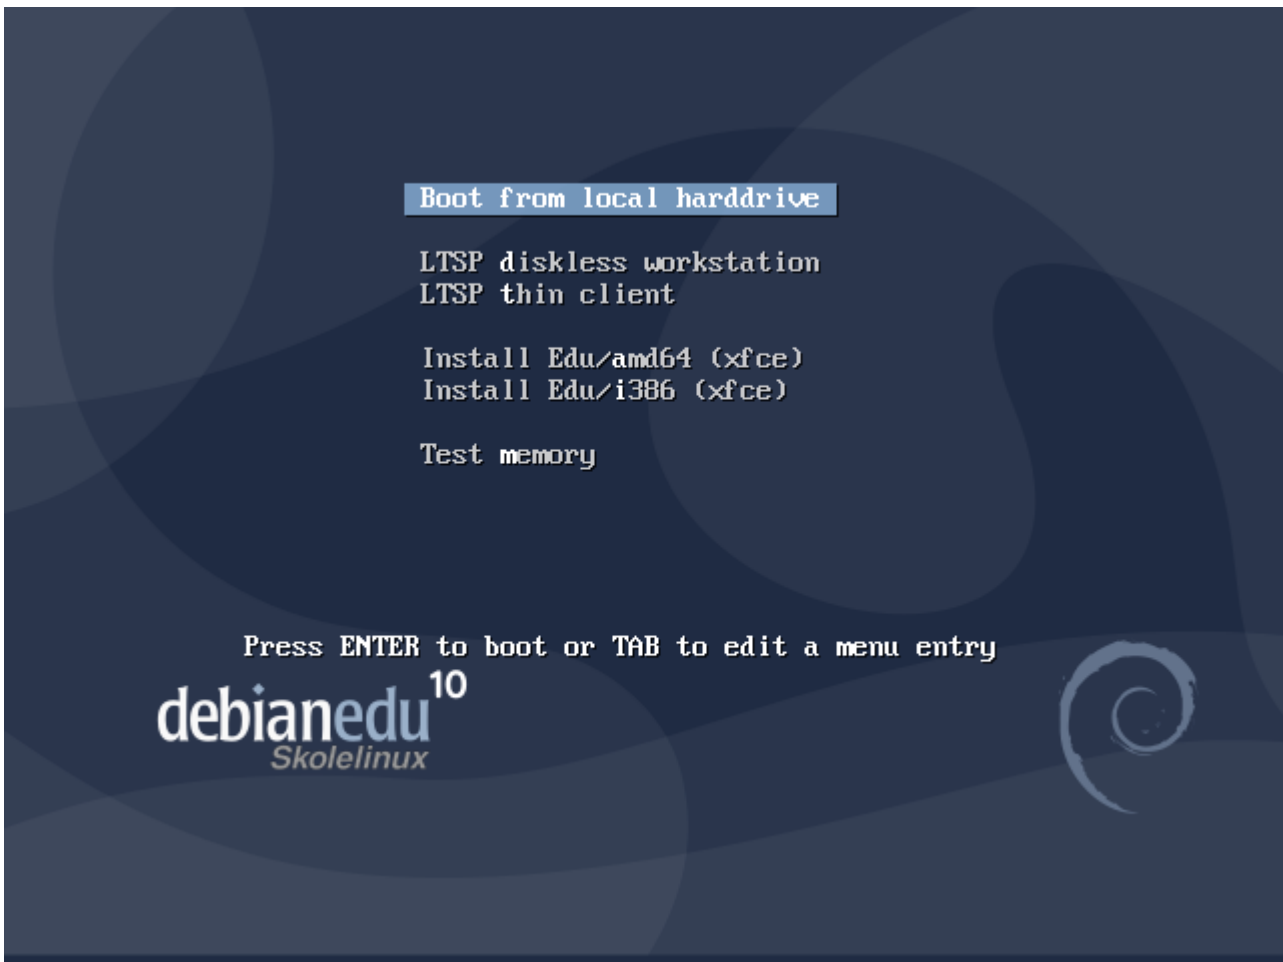 Boot from local harddrive
LTSP diskless workstation
LTSP thin client
Install Edu/amd64 (xfce)
Install Edu/i386 (xfce)
Test memory
Press ENTER to boot or TAB to edit a menu entry
debianedu 10
Skolelinux